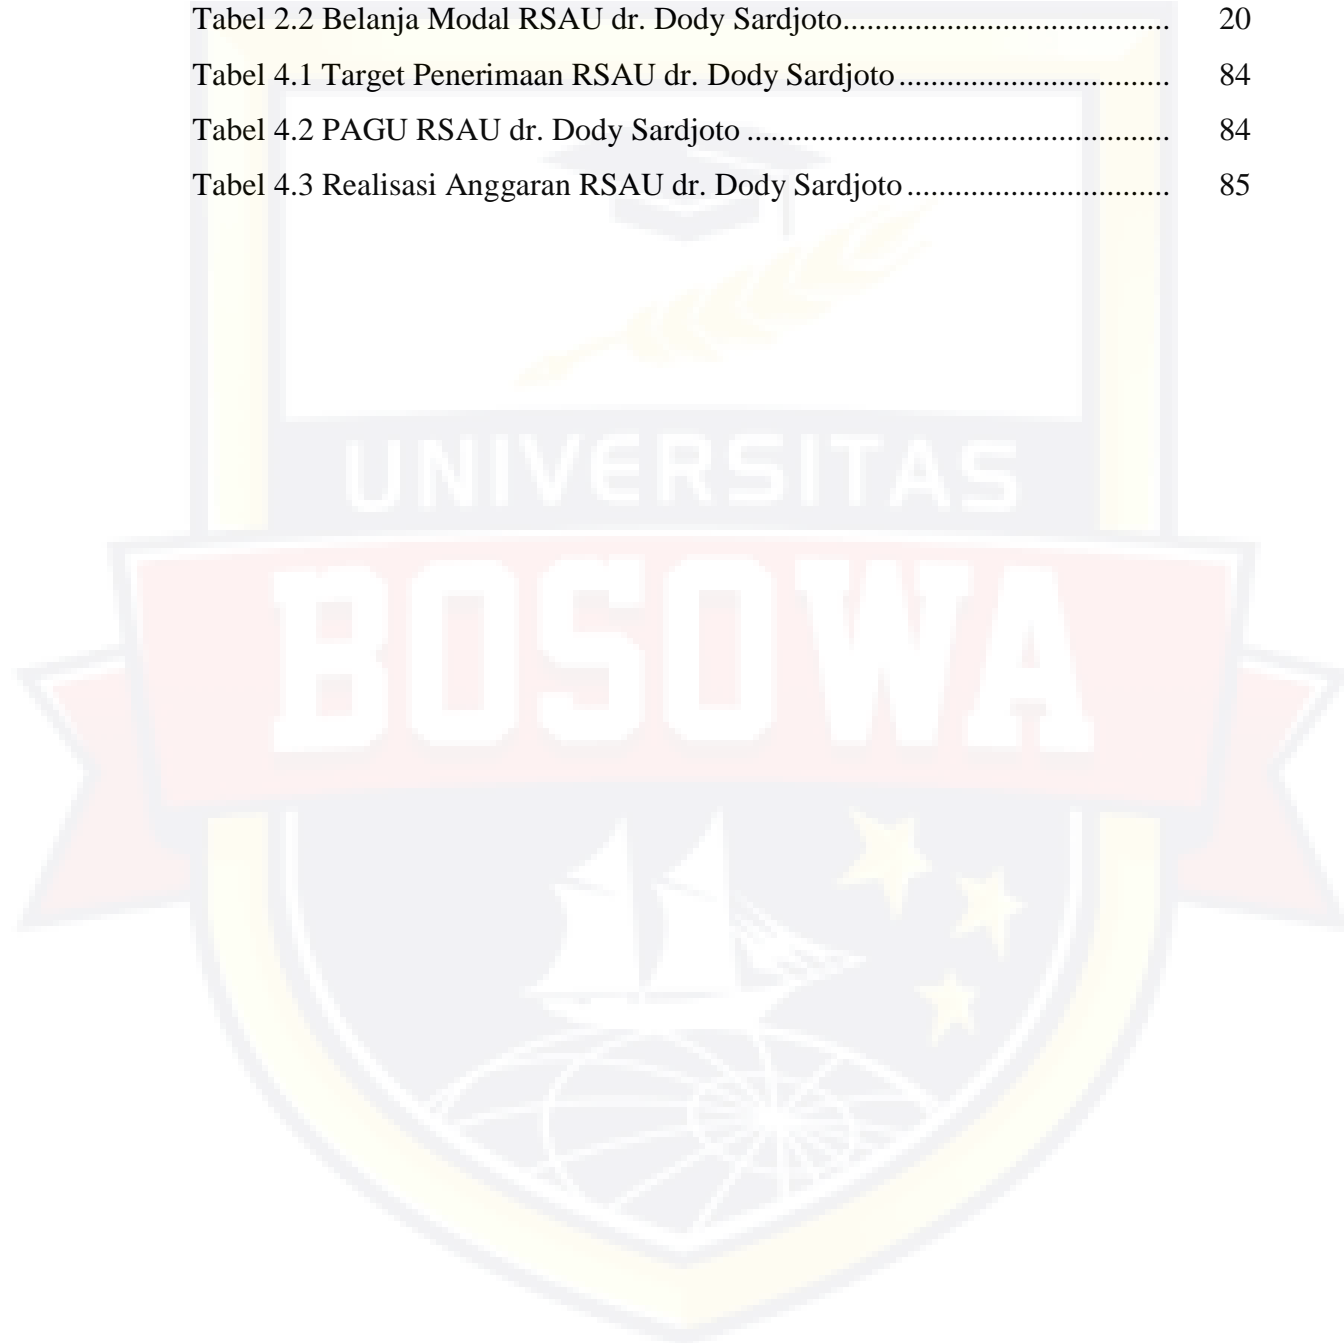 Tabel 2.2 Belanja Modal RSAU dr. Dody Sardjoto......................................... 20
Tabel 4.1 Target Penerimaan RSAU dr. Dody Sardjoto.................................. 84
Tabel 4.2 PAGU RSAU dr. Dody Sardjoto ..................................................... 84
Tabel 4.3 Realisasi Anggaran RSAU dr. Dody Sardjoto................................. 85
UNIVERSITAS
BOSOWA